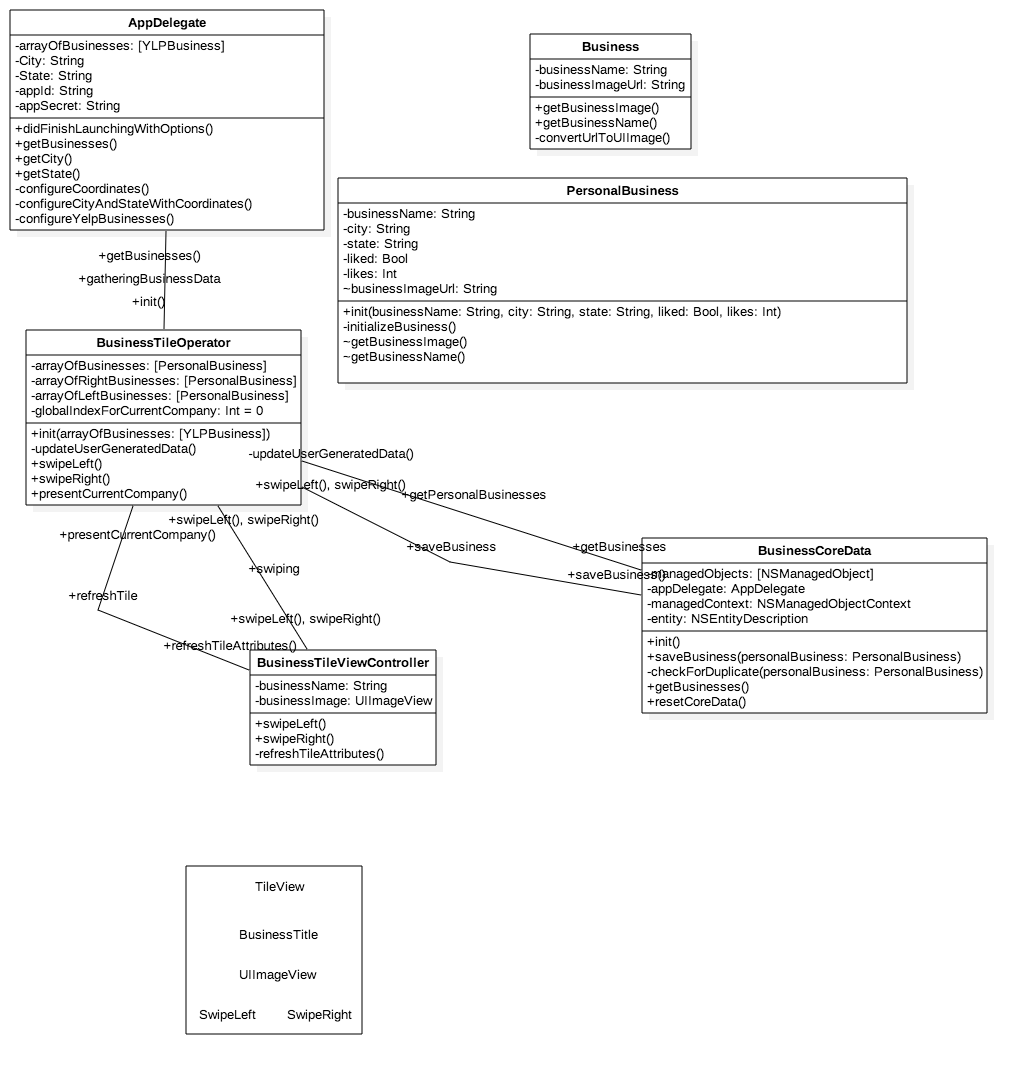 AppDelegate
-arrayOfBusinesses: [YLPBusiness]
-City: String
-State: String
-appId: String
-appSecret: String
+didFinishLaunchingWithOptions()
+getBusinesses()
+getCity()
+getState()
-configureCoordinates()
-configureCityAndStateWithCoordinates()
-configureYelpBusinesses()
Business
-businessName: String
-businessImageUrl: String
+getBusinessImage()
+getBusinessName()
-convertUrlToUIImage()
PersonalBusiness
-businessName: String
-city: String
-state: String
-liked: Bool
-likes: Int
~businessImageUrl: String
+init(businessName: String, city: String, state: String, liked: Bool, likes: Int)
-initializeBusiness()
~getBusinessImage()
~getBusinessName()
+getBusinesses()
+gatheringBusinessData
+init()
BusinessTileOperator
-arrayOfBusinesses: [PersonalBusiness]
-arrayOfRightBusinesses: [PersonalBusiness]
-arrayOfLeftBusinesses: [PersonalBusiness]
-globalIndexForCurrentCompany: Int = 0
+init(arrayOfBusinesses: [YLPBusiness])
-updateUserGeneratedData()
+swipeLeft()
+swipeRight()
+presentCurrentCompany()
-updateUserGeneratedData()
+getPersonalBusinesses
+getBusinesses
+swipeLeft(), swipeRight()
+saveBusiness
+saveBusiness()
+swipeLeft(), swipeRight()
+swiping
+swipeLeft(), swipeRight()
+presentCurrentCompany()
+refreshTile
+refreshTileAttributes()
BusinessCoreData
-managedObjects: [NSManagedObject]
-appDelegate: AppDelegate
-managedContext: NSManagedObjectContext
-entity: NSEntityDescription
+init()
+saveBusiness(personalBusiness: PersonalBusiness)
-checkForDuplicate(personalBusiness: PersonalBusiness)
+getBusinesses()
+resetCoreData()
BusinessTileViewController
-businessName: String
-businessImage: UIImageView
+swipeLeft()
+swipeRight()
-refreshTileAttributes()
TileView
BusinessTitle
UIImageView
SwipeLeft SwipeRight